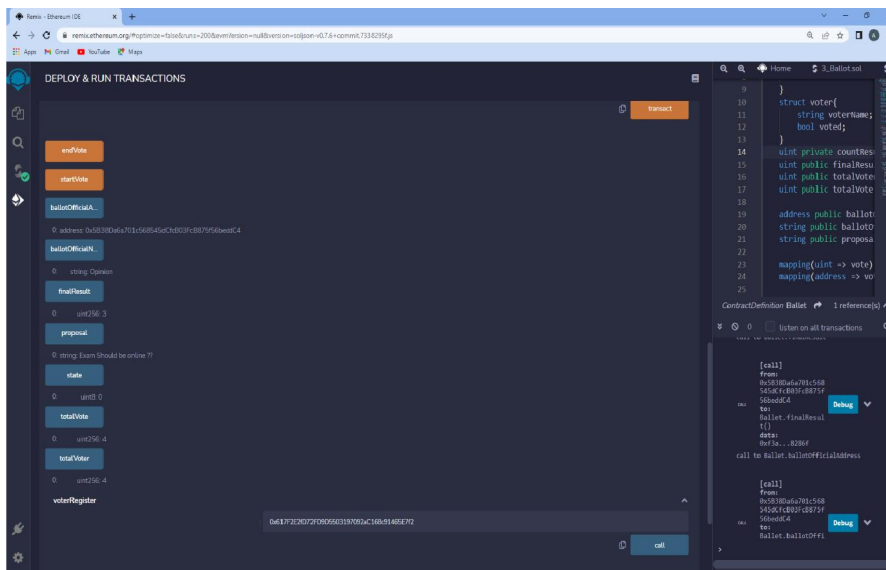 Remix - Ethereum IDE
remix.ethereum.org/#optimize=false&runs=200&evmVersion=null&version=soljson-v0.7.6+commit.7338295f.js
Apps Gmail YouTube Maps
DEPLOY & RUN TRANSACTIONS
transact
endVote
startVote
ballotOfficialA...
0: address: 0x5B38Da6a701c568545dCfcB03FcB875f56beddC4
ballotOfficialN...
0: string: Opinion
finalResult
0: uint256: 3
proposal
0: string: Exam Should be online ??
state
0: uint8: 0
totalVote
0: uint256: 4
totalVoter
0: uint256: 4
voterRegister
call
Home 3_Ballot.sol
9 }
10 struct voter{
11 string voterName;
12 bool voted;
13 }
14 uint private countRes
15 uint public finalResu
16 uint public totalVote
17 uint public totalVote
18
19 address public ballot
20 string public ballotO
21 string public proposa
22
23 mapping(uint => vote)
24 mapping(address => vo
25
ContractDefinition Ballet 1 reference(s)
0 listen on all transactions
[call]
from:
0x5B38Da6a701c568
545dCfcB03FcB875f
56beddC4
to:
Ballet.finalResul
t()
data:
0xf3a...8286f
Debug
call to Ballet.ballotOfficialAddress
[call]
from:
0x5B38Da6a701c568
545dCfcB03FcB875f
56beddC4
to:
Ballet.ballotOffi
Debug
>